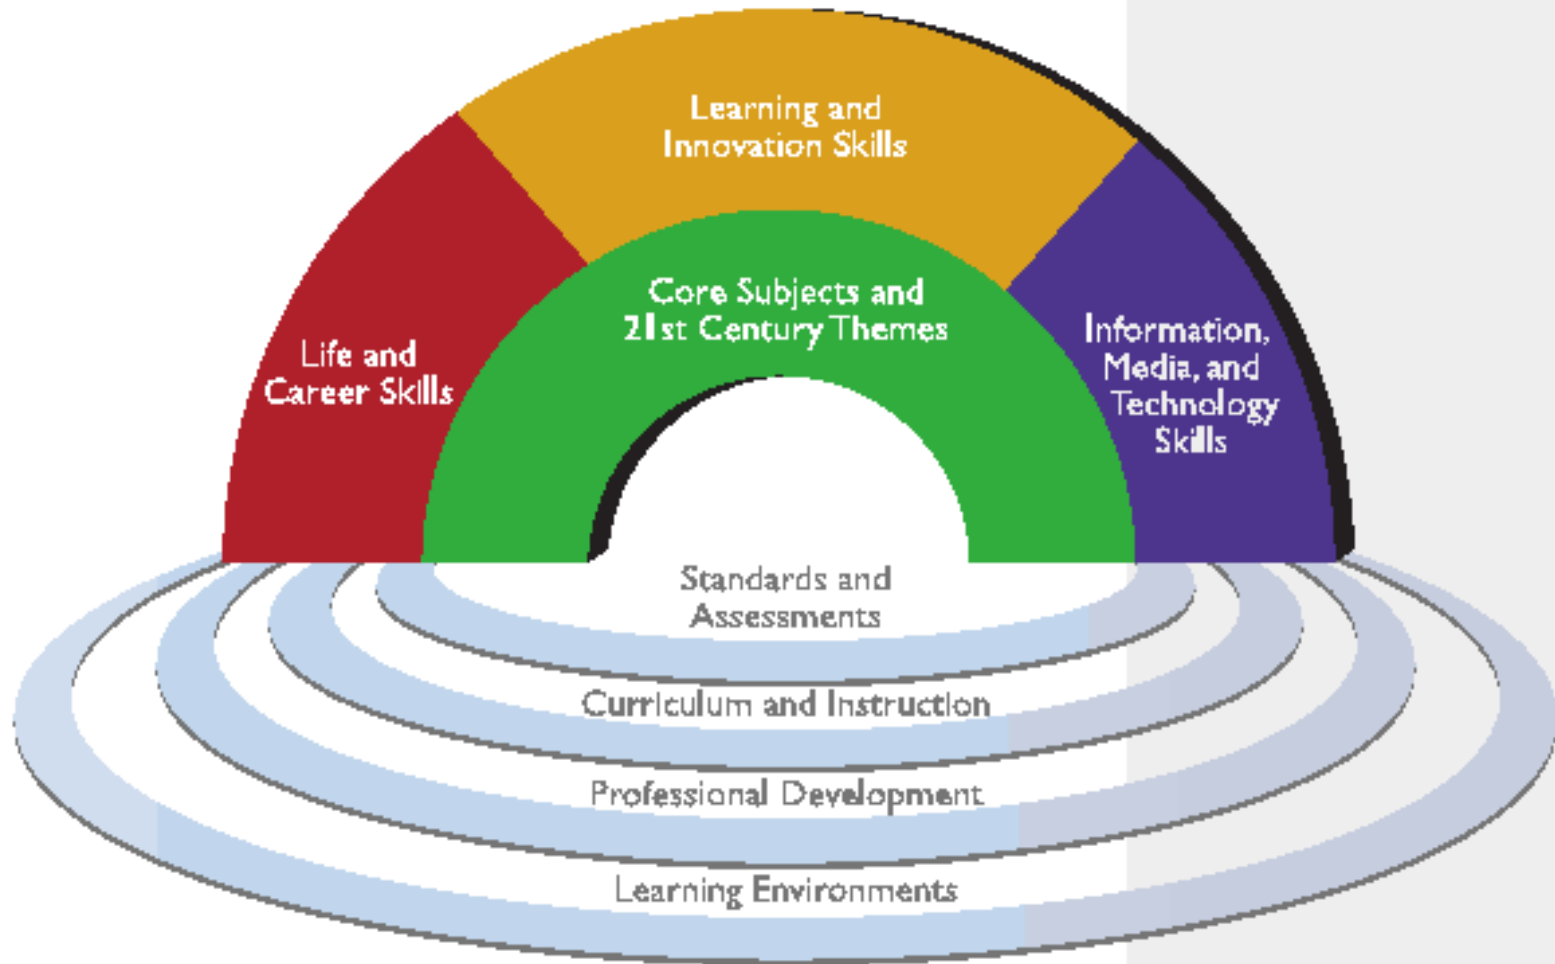 Learning and
Innovation Skills
Core Subjects and
21st Century Themes
Life and
Career Skills
Information,
Media, and
Technology
Skills
Standards and
Assessments
Curriculum and Instruction
Professional Development
Learning Environments